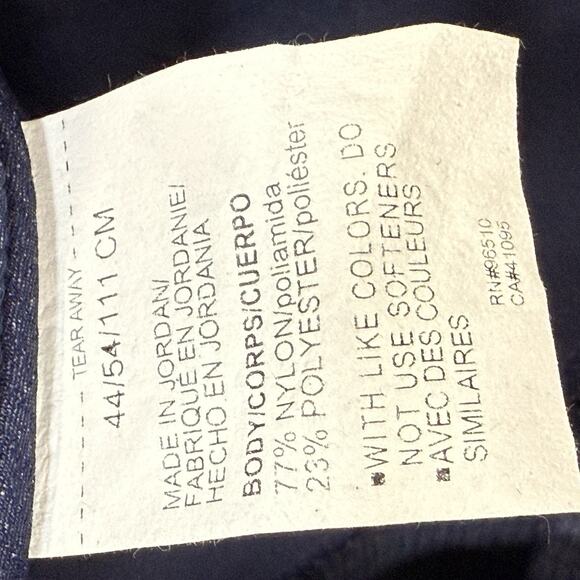 TEAR AWAY
44/54/111 CM
MADE IN JORDAN/
FABRIQUÉ EN JORDANIE/
HECHO EN JORDANIA
BODY/CORPS/CUERPO
77% NYLON/poliamida
23% POLYESTER/poliéster
WITH LIKE COLORS. DO
NOT USE SOFTENERS
AVEC DES COULEURS
SIMILAIRES
RN#96510
CA#41095